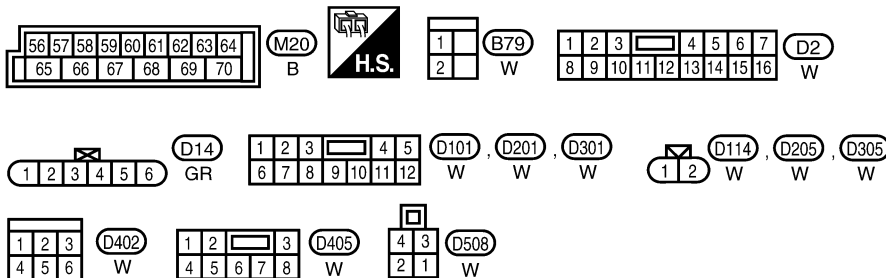 56 57 58 59 60 61 62 63 64
65 66 67 68 69 70
M20
B
H.S.
1
2
B79
W
1 2 3 4 5 6 7
8 9 10 11 12 13 14 15 16
D2
W
1 2 3 4 5 6
D14
GR
1 2 3 4 5
6 7 8 9 10 11 12
D101 , D201 , D301
W W W
1 2
D114 , D205 , D305
W W W
1 2 3
4 5 6
D402
W
1 2 3
4 5 6 7 8
D405
W
4 3
2 1
D508
W